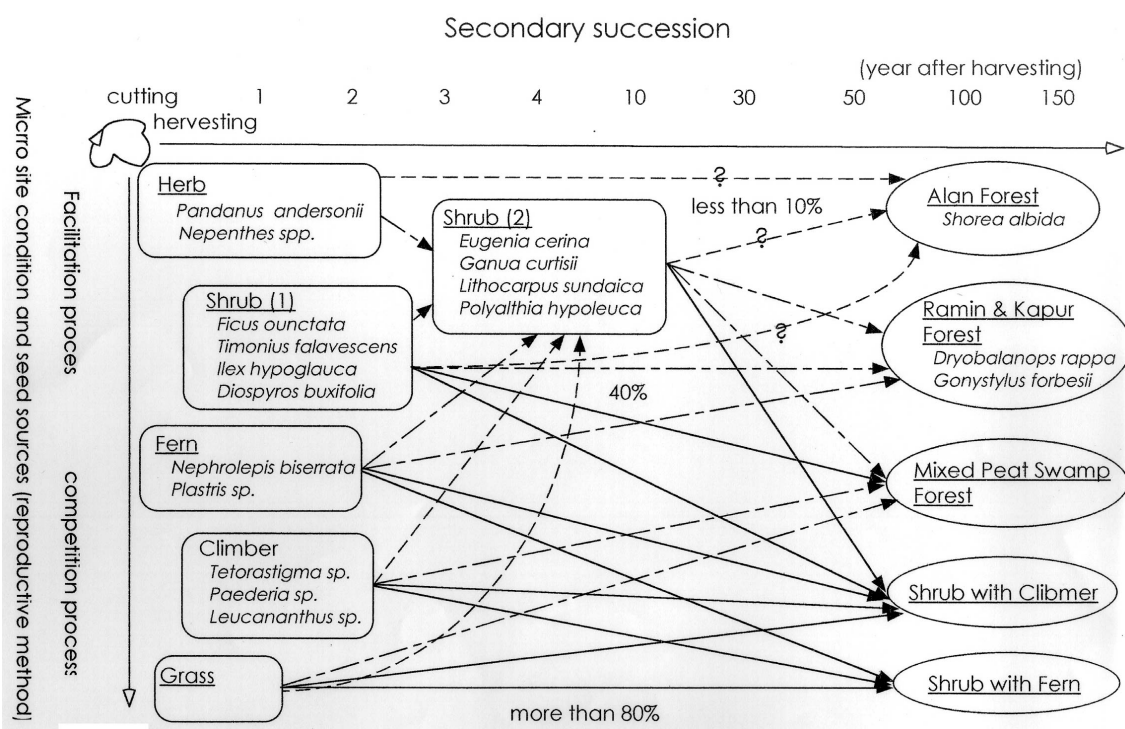 Secondary succession
(year after harvesting)
cutting 1 2 3 4 10 30 50 100 150
hervesting
Micrro site condition and seed sources (reproductive method)
Facilitation proces
competition process
Herb
Pandanus andersonii
Nepenthes spp.
Shrub (1)
Ficus ounctata
Timonius falavescens
Ilex hypoglauca
Diospyros buxifolia
Fern
Nephrolepis biserrata
Plastris sp.
Climber
Tetorastigma sp.
Paederia sp.
Leucananthus sp.
Grass
Shrub (2)
Eugenia cerina
Ganua curtisii
Lithocarpus sundaica
Polyalthia hypoleuca
?
less than 10%
?
?
40%
more than 80%
Alan Forest
Shorea albida
Ramin & Kapur
Forest
Dryobalanops rappa
Gonystylus forbesii
Mixed Peat Swamp
Forest
Shrub with Clibmer
Shrub with Fern